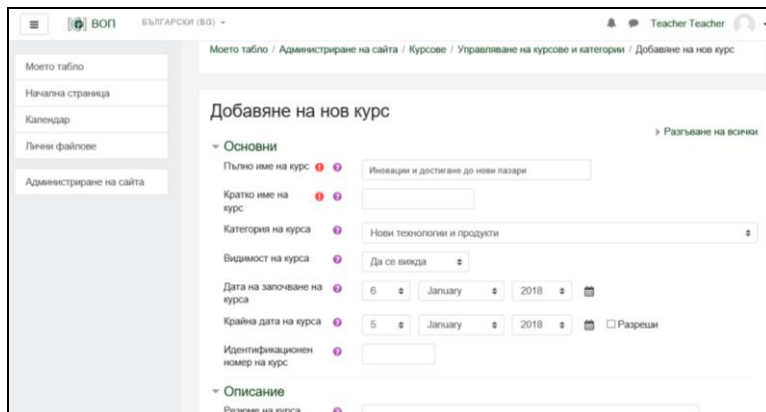 ВОП БЪЛГАРСКИ (BG) Teacher Teacher
Моето табло / Администриране на сайта / Курсове / Управляване на курсове и категории / Добавяне на нов курс
Моето табло
Начална страница
Календар
Лични файлове
Администриране на сайта
Добавяне на нов курс
Разгъване на всички
Основни
Пълно име на курс Иновации и достигане до нови пазари
Кратко име на
курс
Категория на курса Нови технологии и продукти
Видимост на курса Да се вижда
Дата на започване на
курса 6 January 2018
Крайна дата на курса 5 January 2018 Разреши
Идентификационен
номер на курс
Описание
Резюме на курса